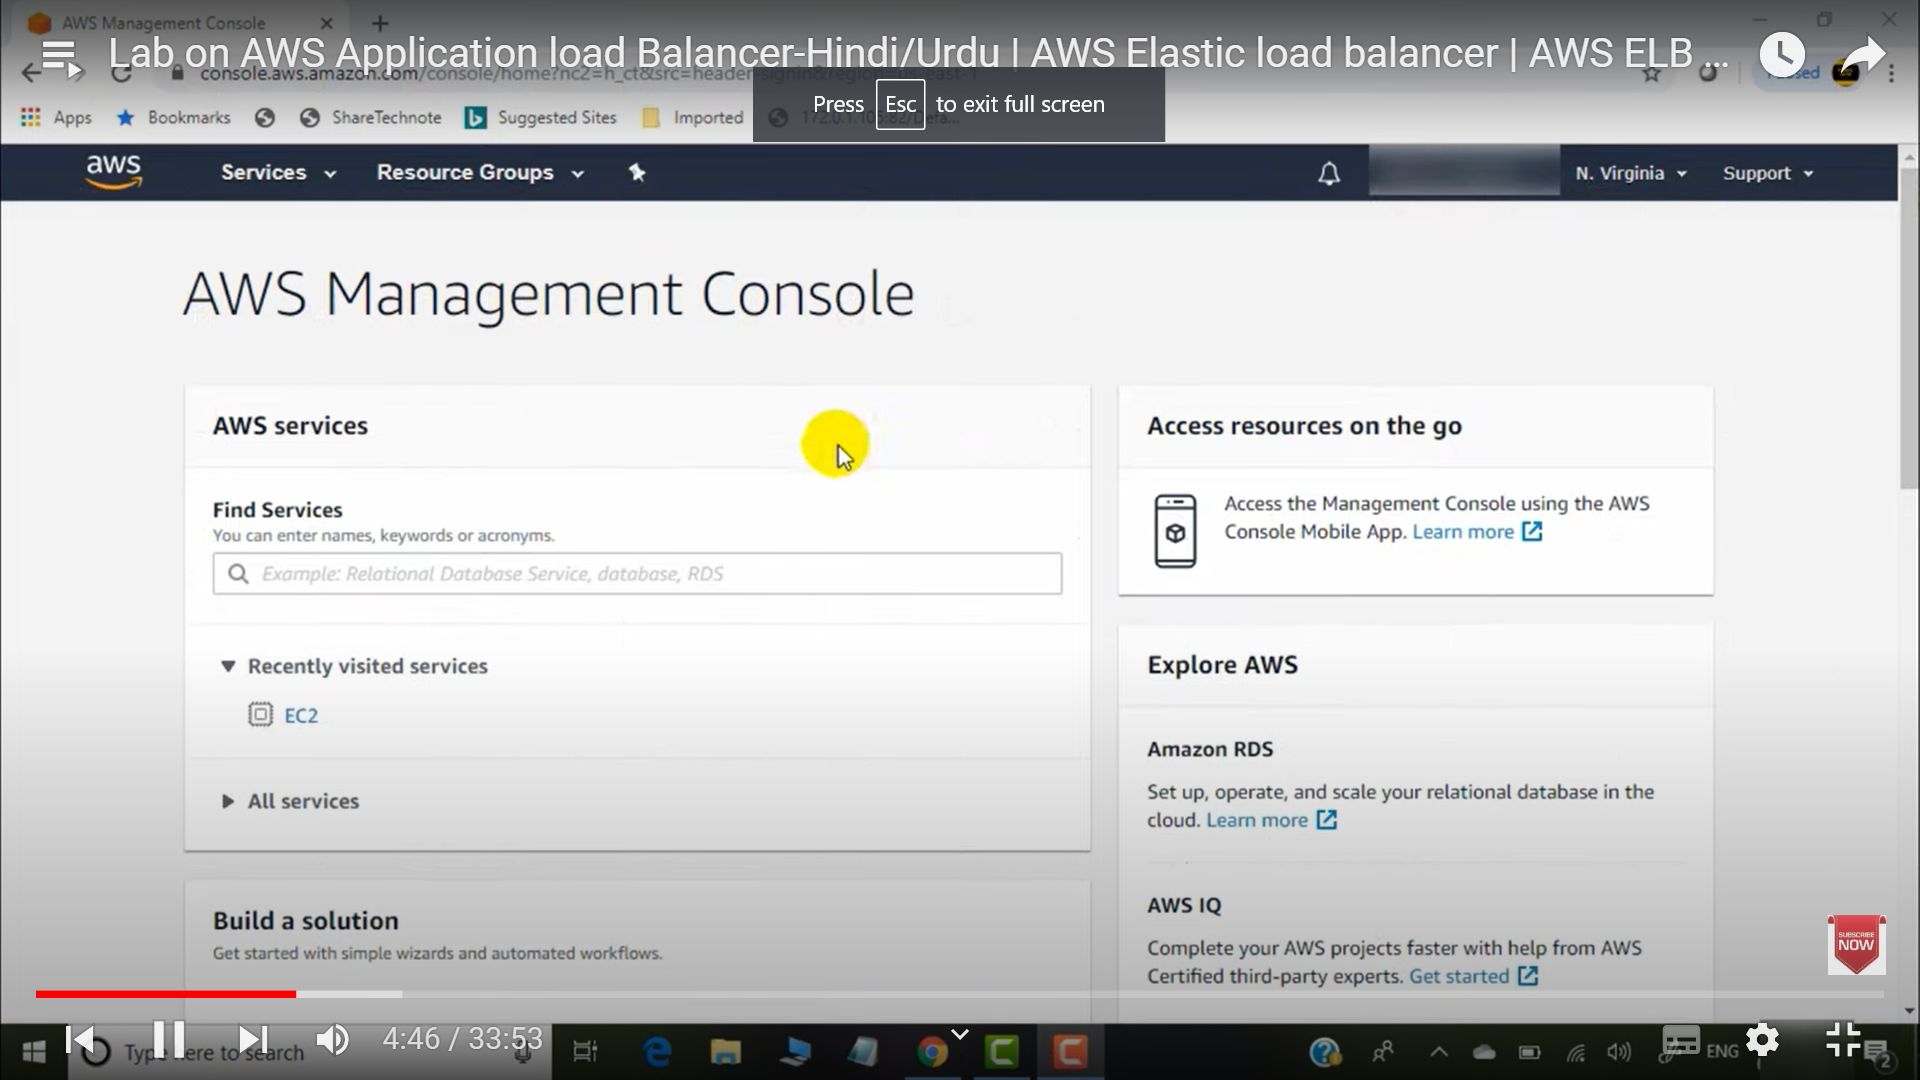 AWS Management Console
Lab on AWS Application load Balancer-Hindi/Urdu | AWS Elastic load balancer | AWS ELB ...
console.aws.amazon.com/console/home?nc2=h_ct&src=header-signin&region=us-east-1
Paused
Press Esc to exit full screen
Apps Bookmarks ShareTechnote Suggested Sites Imported
aws Services Resource Groups N. Virginia Support
AWS Management Console
AWS services
Find Services
You can enter names, keywords or acronyms.
Example: Relational Database Service, database, RDS
Recently visited services
EC2
All services
Build a solution
Get started with simple wizards and automated workflows.
Access resources on the go
Access the Management Console using the AWS
Console Mobile App. Learn more
Explore AWS
Amazon RDS
Set up, operate, and scale your relational database in the
cloud. Learn more
AWS IQ
Complete your AWS projects faster with help from AWS
Certified third-party experts. Get started
SUBSCRIBE
NOW
4:46 / 33:53
Type here to search
ENG
2